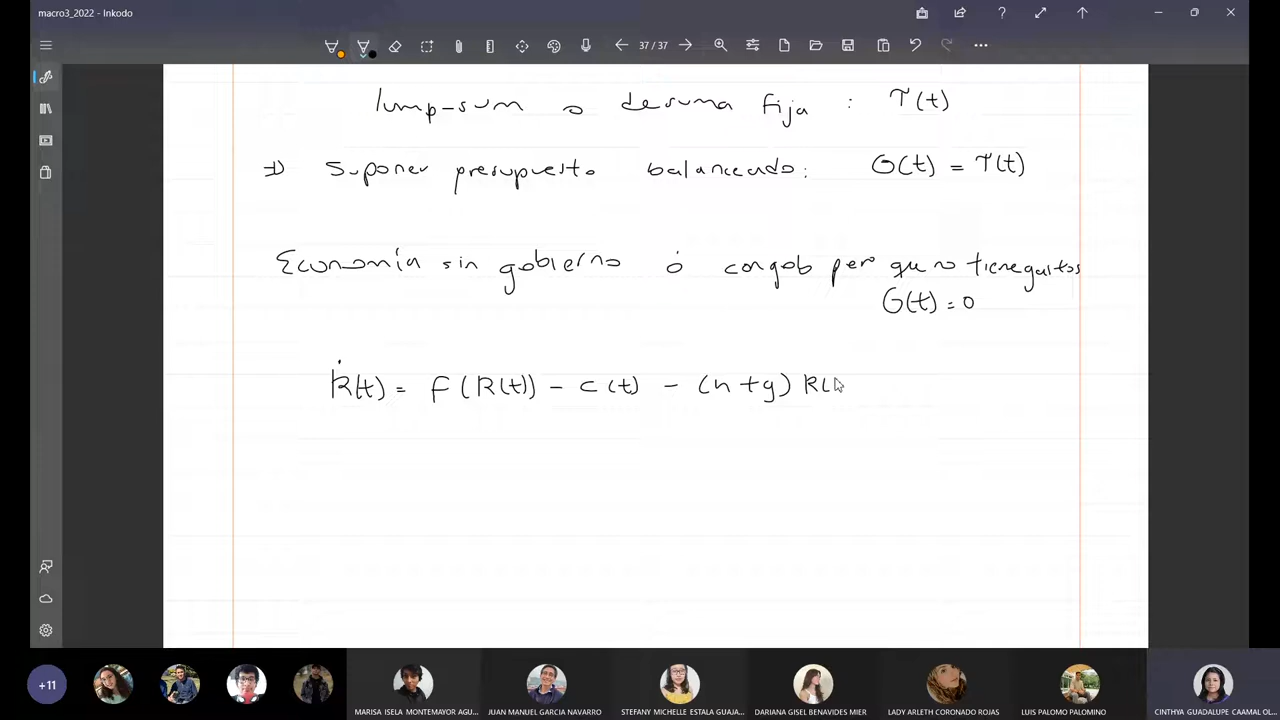 macro3_2022 - Inkodo
37 / 37
lump-sum o de suma fija : T(t)
⇒ Suponer presupuesto balanceado: G(t) = T(t)
Economía sin gobierno ó con gob pero que no tiene gastos
G(t) = 0
k̇(t) = f(k(t)) - c(t) - (n+g) k(
+11
MARISA ISELA MONTEMAYOR AGU...
JUAN MANUEL GARCIA NAVARRO
STEFANY MICHELLE ESTALA GUAJA...
DARIANA GISEL BENAVIDES MIER
LADY ARLETH CORONADO ROJAS
LUIS PALOMO PALOMINO
CINTHYA GUADALUPE CAAMAL OL...